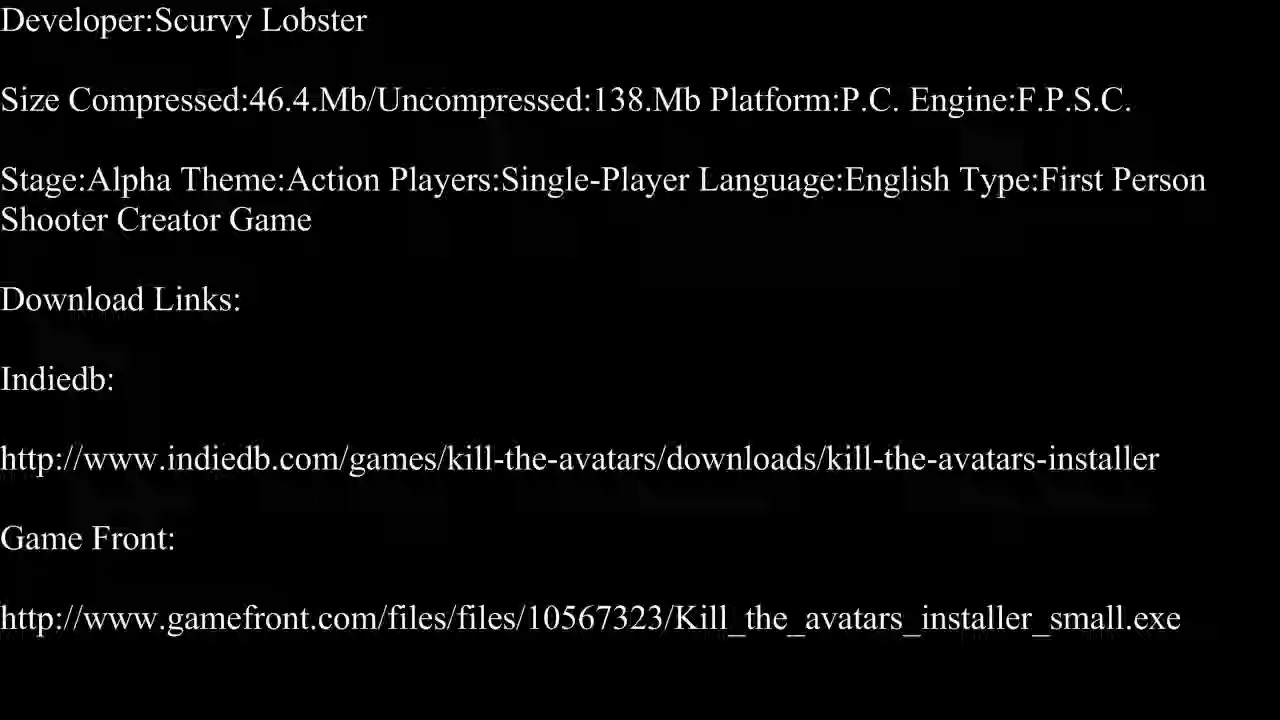 Developer:Scurvy Lobster
Size Compressed:46.4.Mb/Uncompressed:138.Mb Platform:P.C. Engine:F.P.S.C.
Stage:Alpha Theme:Action Players:Single-Player Language:English Type:First Person
Shooter Creator Game
Download Links:
Indiedb:
http://www.indiedb.com/games/kill-the-avatars/downloads/kill-the-avatars-installer
Game Front:
http://www.gamefront.com/files/files/10567323/Kill_the_avatars_installer_small.exe